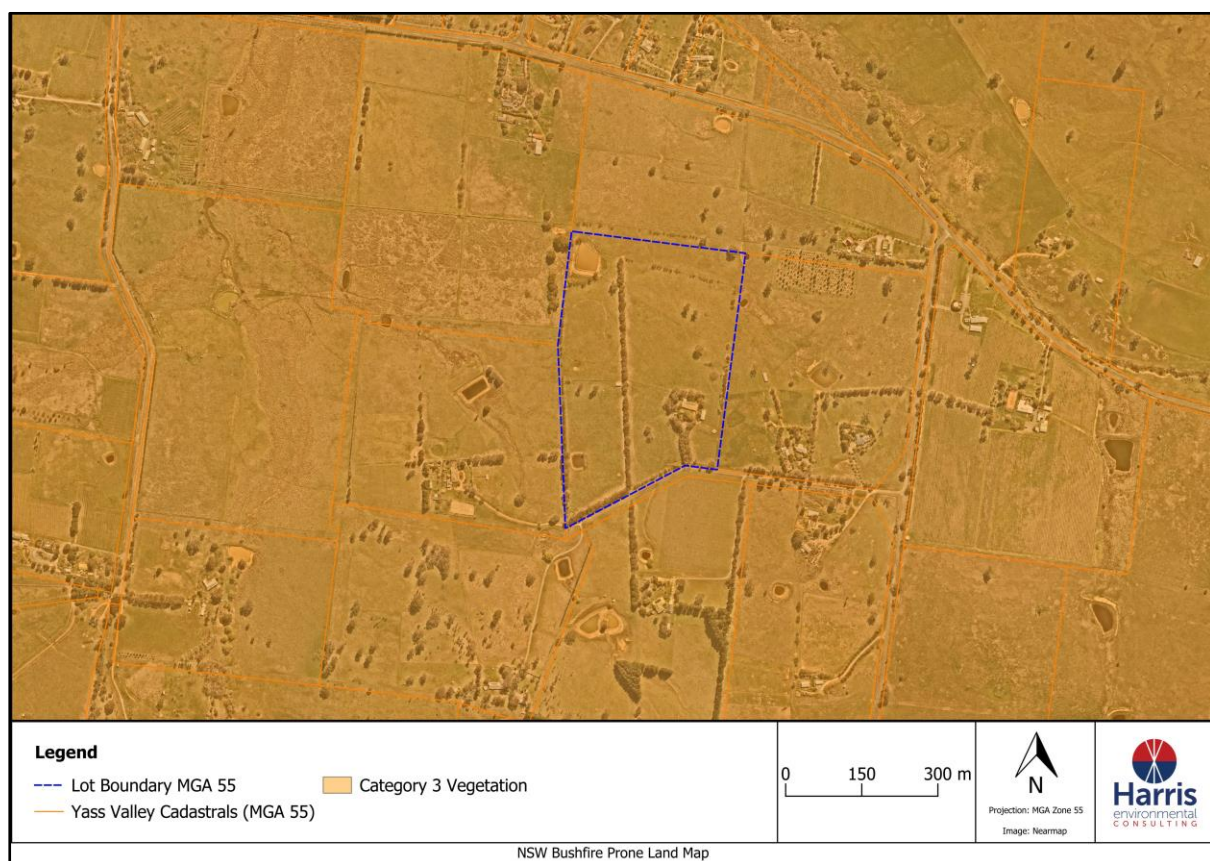 Legend
Lot Boundary MGA 55
Category 3 Vegetation
Yass Valley Cadastrals (MGA 55)
0 150 300 m
N
Projection: MGA Zone 55
Image: Nearmap
Harris
environmental
CONSULTING
NSW Bushfire Prone Land Map